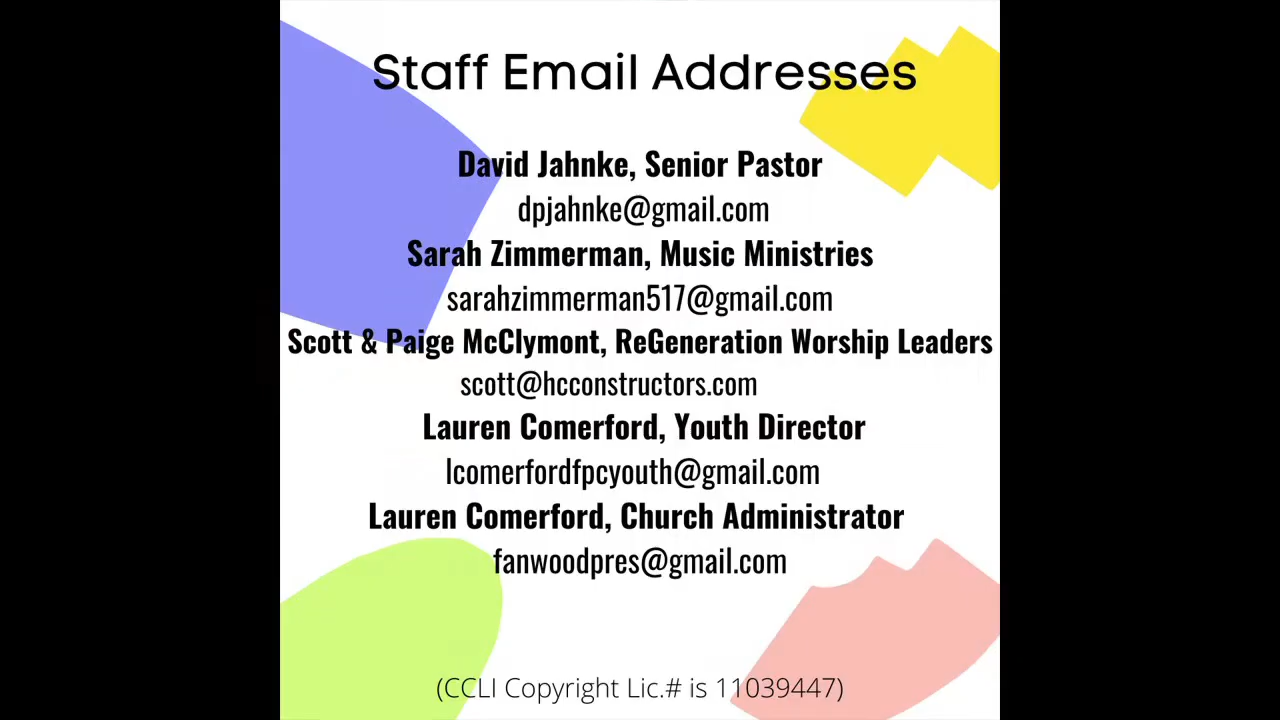 Staff Email Addresses
David Jahnke, Senior Pastor
dpjahnke@gmail.com
Sarah Zimmerman, Music Ministries
sarahzimmerman517@gmail.com
Scott & Paige McClymont, ReGeneration Worship Leaders
scott@hcconstructors.com
Lauren Comerford, Youth Director
lcomerfordfpcyouth@gmail.com
Lauren Comerford, Church Administrator
fanwoodpres@gmail.com
(CCLI Copyright Lic.# is 11039447)